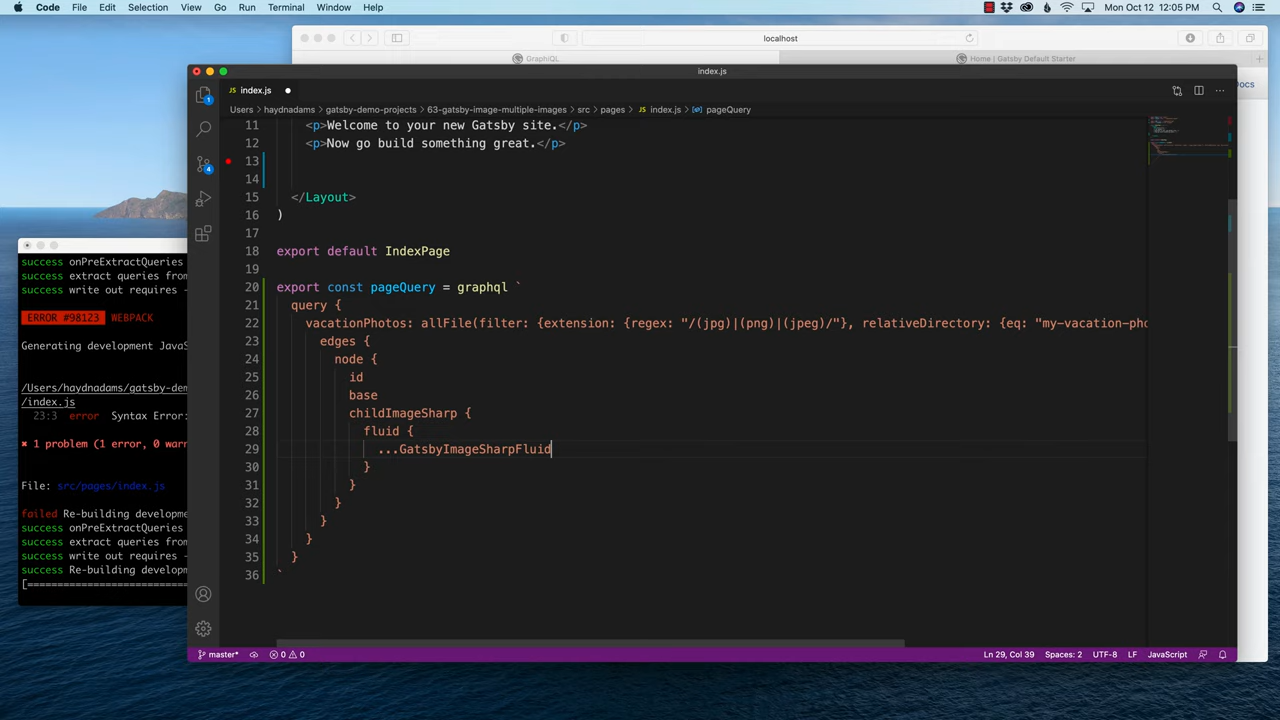 Code File Edit Selection View Go Run Terminal Window Help Mon Oct 12 12:05 PM
localhost
GraphiQL Home | Gatsby Default Starter
index.js
index.js
Docs
Users > haydnadams > gatsby-demo-projects > 63-gatsby-image-multiple-images > src > pages > index.js > pageQuery
11 <p>Welcome to your new Gatsby site.</p>
12 <p>Now go build something great.</p>
13
14
15 </Layout>
16 )
17
18 export default IndexPage
19
20 export const pageQuery = graphql `
21 query {
22 vacationPhotos: allFile(filter: {extension: {regex: "/(jpg)|(png)|(jpeg)/"}, relativeDirectory: {eq: "my-vacation-pho
23 edges {
24 node {
25 id
26 base
27 childImageSharp {
28 fluid {
29 ...GatsbyImageSharpFluid
30 }
31 }
32 }
33 }
34 }
35 }
36 `
success onPreExtractQueries
success extract queries from
success write out requires -
ERROR #98123 WEBPACK
Generating development JavaS
/Users/haydnadams/gatsby-dem
/index.js
23:3 error Syntax Error:
✖ 1 problem (1 error, 0 warn
File: src/pages/index.js
failed Re-building developme
success onPreExtractQueries
success extract queries from
success write out requires -
success Re-building developm
[============================
1
4
master* 0 0 Ln 29, Col 39 Spaces: 2 UTF-8 LF JavaScript